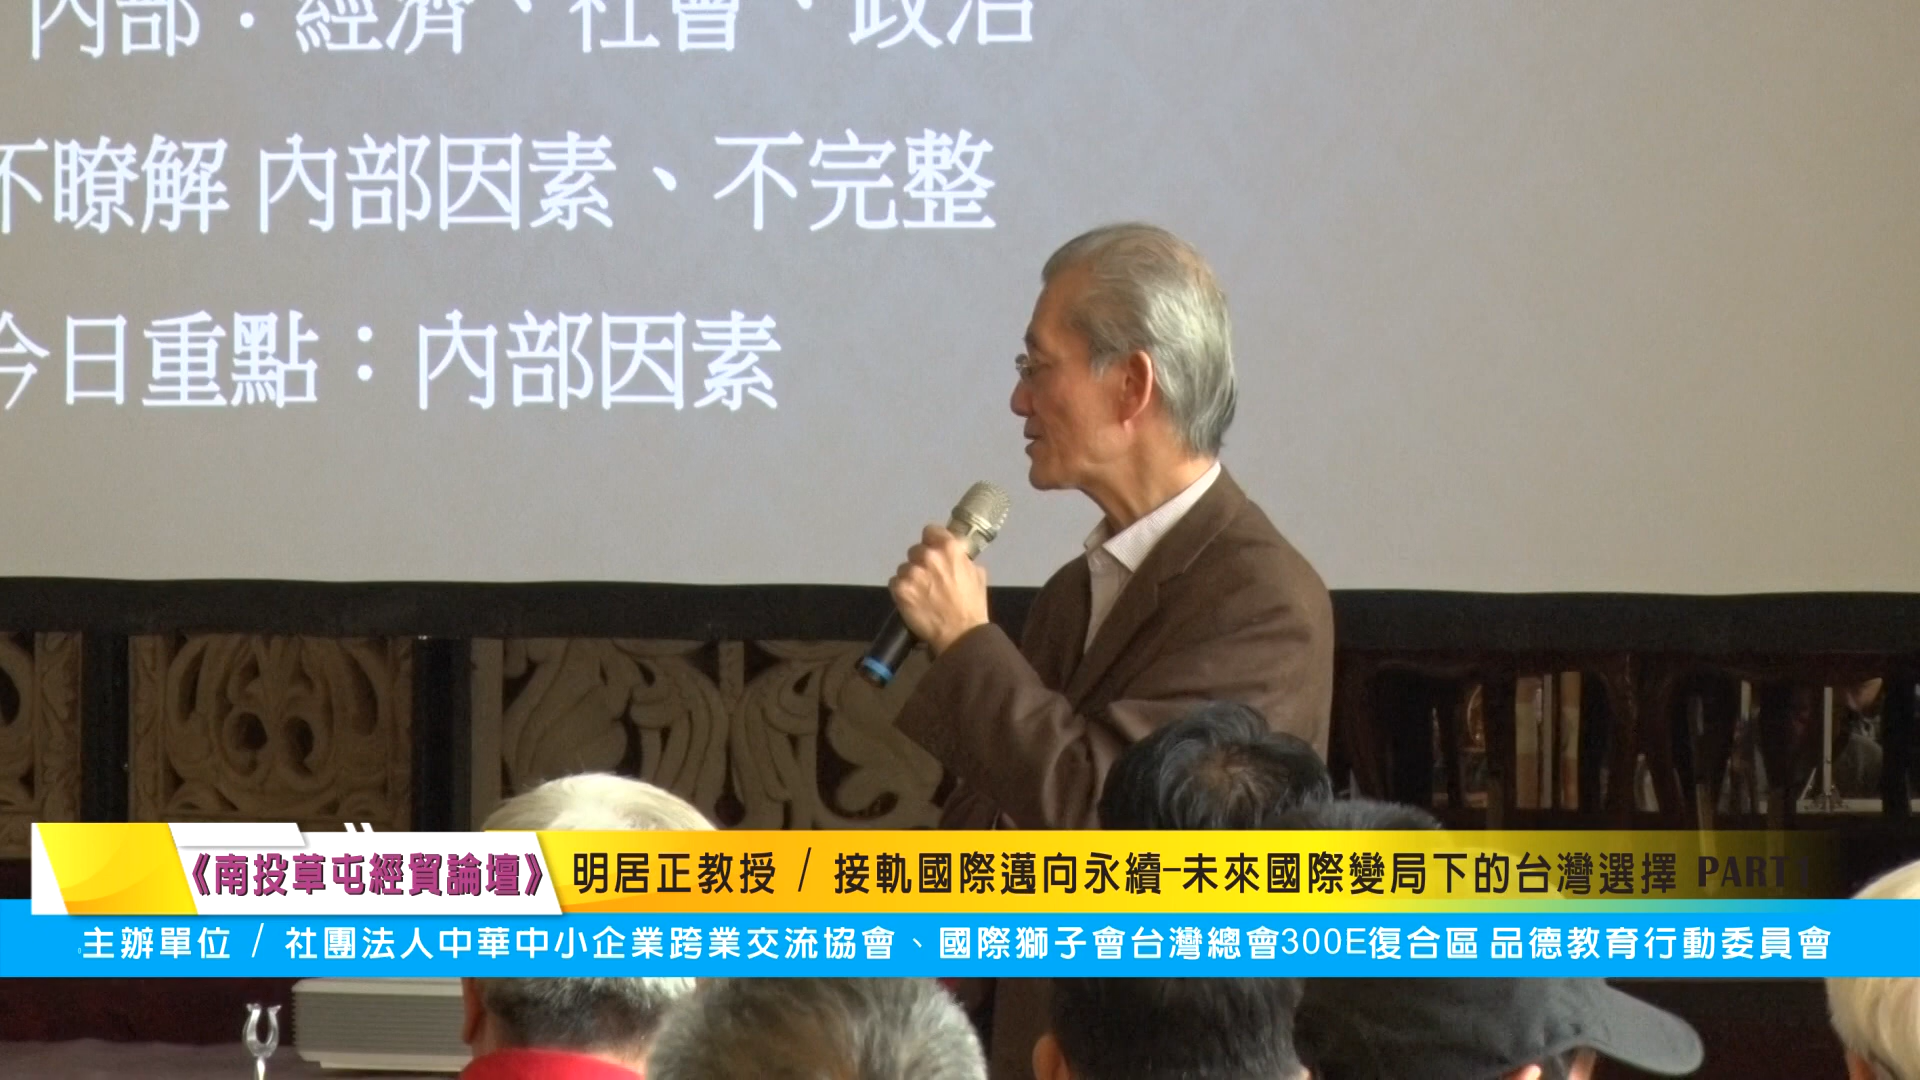 內部：經濟、社會、政治
不瞭解 內部因素、不完整
今日重點：內部因素
《南投草屯經貿論壇》 明居正教授 / 接軌國際邁向永續-未來國際變局下的台灣選擇 PART1
主辦單位 / 社團法人中華中小企業跨業交流協會、國際獅子會台灣總會300E復合區 品德教育行動委員會